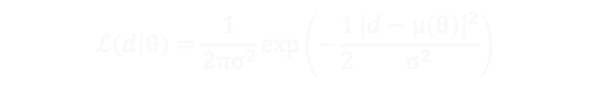 ℒ(d|θ) = 1/(2πσ²) exp(−(1/2) |d − μ(θ)|²/σ²)